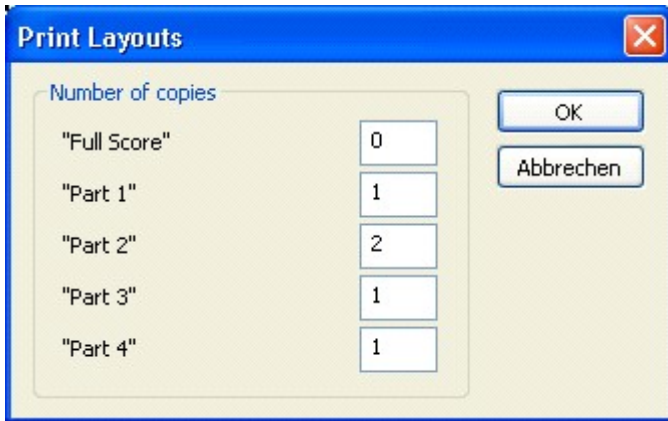 Print Layouts
Number of copies
"Full Score" 0
"Part 1" 1
"Part 2" 2
"Part 3" 1
"Part 4" 1
OK
Abbrechen